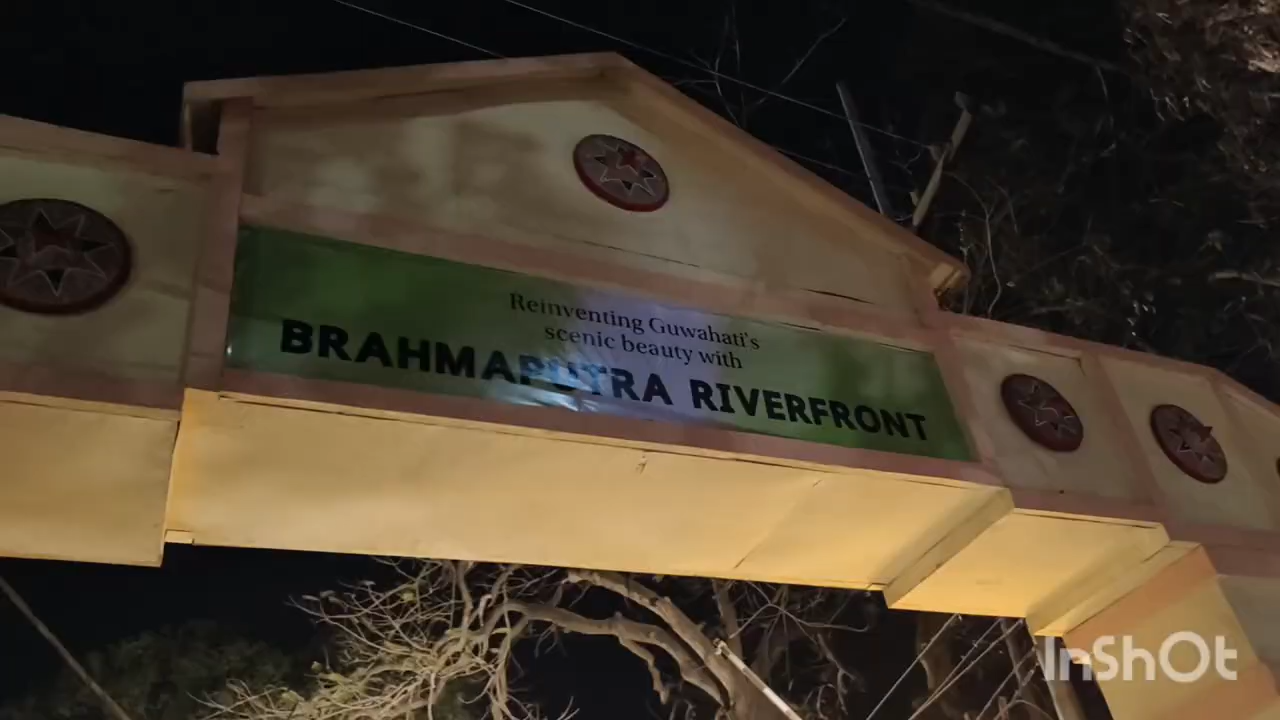 Reinventing Guwahati's
scenic beauty with
BRAHMAPUTRA RIVERFRONT
InShOt